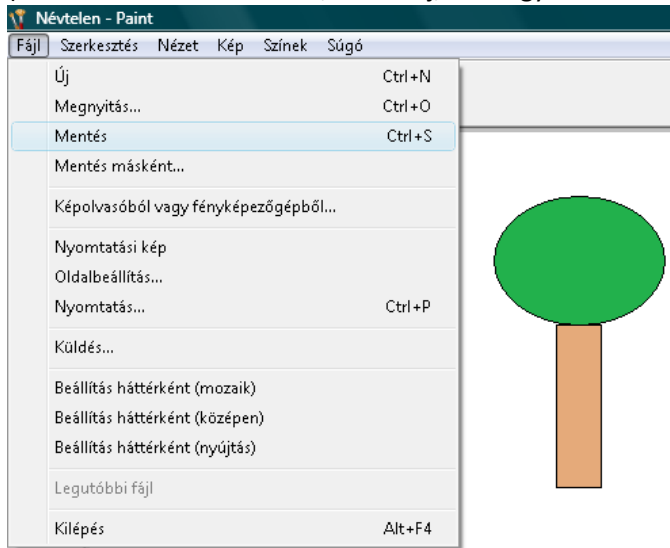 Névtelen - Paint
Fájl Szerkesztés Nézet Kép Színek Súgó
Új Ctrl+N
Megnyitás... Ctrl+O
Mentés Ctrl+S
Mentés másként...
Képolvasóból vagy fényképezőgépből...
Nyomtatási kép
Oldalbeállítás...
Nyomtatás... Ctrl+P
Küldés...
Beállítás háttérként (mozaik)
Beállítás háttérként (középen)
Beállítás háttérként (nyújtás)
Legutóbbi fájl
Kilépés Alt+F4